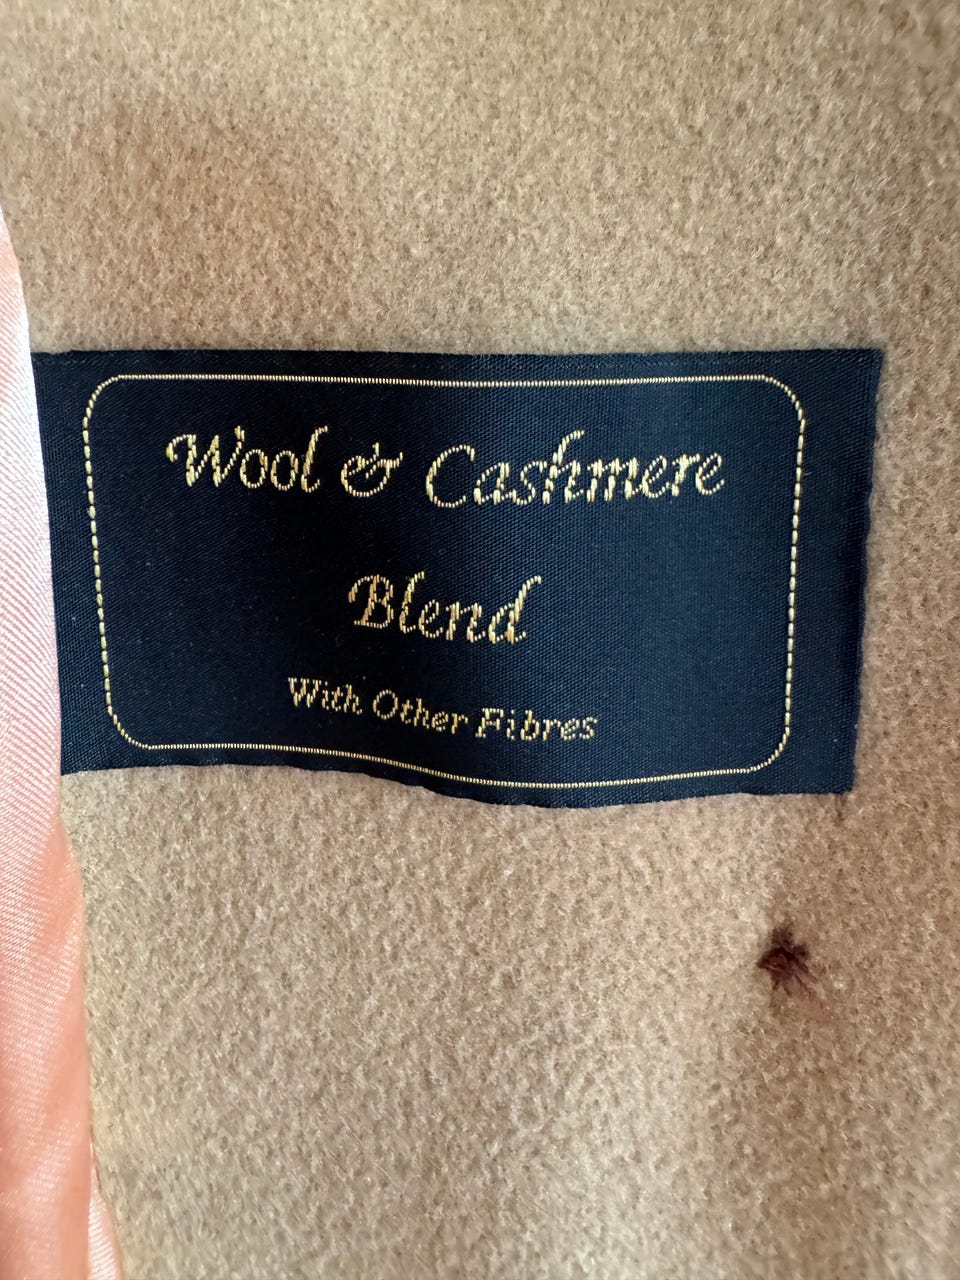 Wool & Cashmere
Blend
With Other Fibres